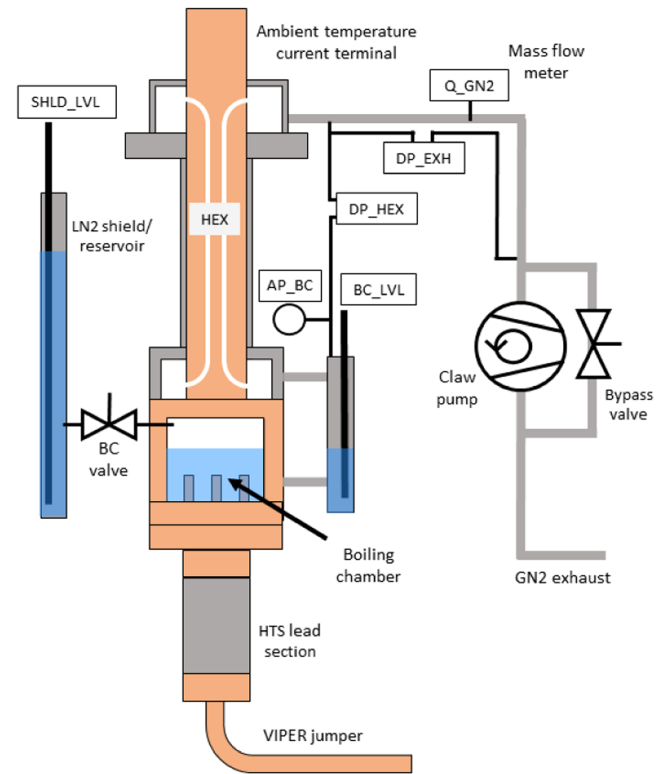 Ambient temperature
current terminal
Mass flow
meter
SHLD_LVL
Q_GN2
DP_EXH
LN2 shield/
reservoir
HEX
DP_HEX
AP_BC
BC_LVL
Claw
pump
Bypass
valve
BC
valve
Boiling
chamber
GN2 exhaust
HTS lead
section
VIPER jumper